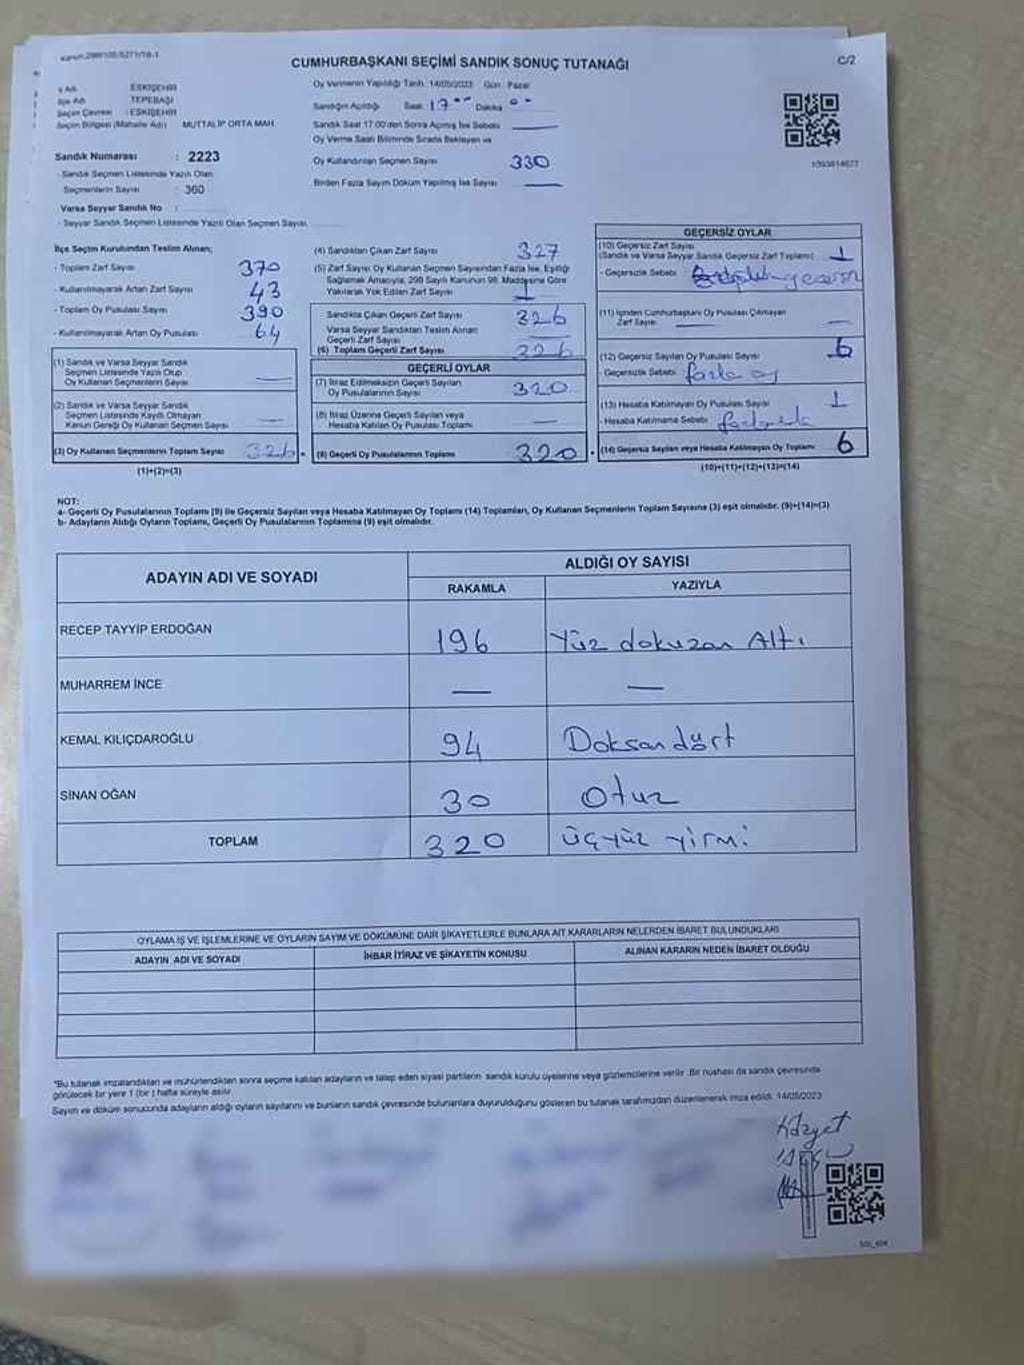 CUMHURBAŞKANI SEÇİMİ SANDIK SONUÇ TUTANAĞI
C/2
İl Adı ESKİŞEHİR
İlçe Adı TEPEBAŞI
Seçim Çevresi : ESKİŞEHİR
Seçim Bölgesi (Mahalle Adı) MUTTALIP ORTA MAH.
Sandık Numarası : 2223
- Sandık Seçmen Listesinde Yazılı Olan
Seçmenlerin Sayısı : 360
Varsa Seyyar Sandık No :
- Seyyar Sandık Seçmen Listesinde Yazılı Olan Seçmen Sayısı
Oy Vermenin Yapıldığı Tarih: 14/05/2023 Gün: Pazar
Sandığın Açıldığı Saat 17 00 Dakika 00
Sandık Saat 17.00'den Sonra Açılmış İse Sebebi —
Oy Verme Saati Bitiminde Sırada Bekleyen ve
Oy Kullandırılan Seçmen Sayısı 330
Birden Fazla Sayım Döküm Yapılmış İse Sayısı —
1093814677
İlçe Seçim Kurulundan Teslim Alınan;
- Toplam Zarf Sayısı 370
- Kullanılmayarak Artan Zarf Sayısı 43
- Toplam Oy Pusulası Sayısı 390
- Kullanılmayarak Artan Oy Pusulası 64
(1) Sandık ve Varsa Seyyar Sandık
Seçmen Listesinde Yazılı Olup
Oy Kullanan Seçmenlerin Sayısı —
(2) Sandık ve Varsa Seyyar Sandık
Seçmen Listesinde Kayıtlı Olmayan
Kanun Gereği Oy Kullanan Seçmen Sayısı —
(3) Oy Kullanan Seçmenlerin Toplam Sayısı 326
(1)+(2)=(3)
(4) Sandıktan Çıkan Zarf Sayısı 327
(5) Zarf Sayısı Oy Kullanan Seçmen Sayısından Fazla İse, Eşitliği
Sağlamak Amacıyla, 298 Sayılı Kanunun 98. Maddesine Göre
Yakılarak Yok Edilen Zarf Sayısı 1
Sandıkta Çıkan Geçerli Zarf Sayısı 326
Varsa Seyyar Sandıktan Teslim Alınan
Geçerli Zarf Sayısı —
(6) Toplam Geçerli Zarf Sayısı 326
GEÇERLİ OYLAR
(7) İtiraz Edilmeksizin Geçerli Sayılan
Oy Pusulalarının Sayısı 320
(8) İtiraz Üzerine Geçerli Sayılan veya
Hesaba Katılan Oy Pusulası Toplamı —
(9) Geçerli Oy Pusulalarının Toplamı 320
GEÇERSİZ OYLAR
(10) Geçersiz Zarf Sayısı
(Sandık ve Varsa Seyyar Sandık Geçersiz Zarf Toplamı) 1
- Geçersizlik Sebebi
(11) İçinden Cumhurbaşkanı Oy Pusulası Çıkmayan
Zarf Sayısı — —
(12) Geçersiz Sayılan Oy Pusulası Sayısı 6
- Geçersizlik Sebebi fazla oy
(13) Hesaba Katılmayan Oy Pusulası Sayısı 1
- Hesaba Katılmama Sebebi
(14) Geçersiz Sayılan veya Hesaba Katılmayan Oy Toplamı 6
(10)+(11)+(12)+(13)=(14)
NOT:
a- Geçerli Oy Pusulalarının Toplamı (9) ile Geçersiz Sayılan veya Hesaba Katılmayan Oy Toplamı (14) Toplamları, Oy Kullanan Seçmenlerin Toplam Sayısına (3) eşit olmalıdır. (9)+(14)=(3)
b- Adayların Aldığı Oyların Toplamı, Geçerli Oy Pusulalarının Toplamına (9) eşit olmalıdır.
ADAYIN ADI VE SOYADI
ALDIĞI OY SAYISI
RAKAMLA YAZIYLA
RECEP TAYYİP ERDOĞAN 196 Yüz dokuzan Altı
MUHARREM İNCE — —
KEMAL KILIÇDAROĞLU 94 Doksan dört
SİNAN OĞAN 30 Otuz
TOPLAM 320 üçyüz yirmi
OYLAMA İŞ VE İŞLEMLERİNE VE OYLARIN SAYIM VE DÖKÜMÜNE DAİR ŞİKAYETLERLE BUNLARA AİT KARARLARIN NELERDEN İBARET BULUNDUKLARI
ADAYIN ADI VE SOYADI İHBAR İTİRAZ VE ŞİKAYETİN KONUSU ALINAN KARARIN NEDEN İBARET OLDUĞU
*Bu tutanak imzalandıktan ve mühürlendikten sonra seçime katılan adayların ve talep eden siyasi partilerin sandık kurulu üyelerine veya gözlemcilerine verilir. Bir nüshası da sandık çevresinde
görülecek bir yere 1 (bir) hafta süreyle asılır.
Sayım ve döküm sonucunda adayların aldığı oyların sayılarını ve bunların sandık çevresinde bulunanlara duyurulduğunu gösteren bu tutanak tarafımızdan düzenlenerek imza edildi. 14/05/2023